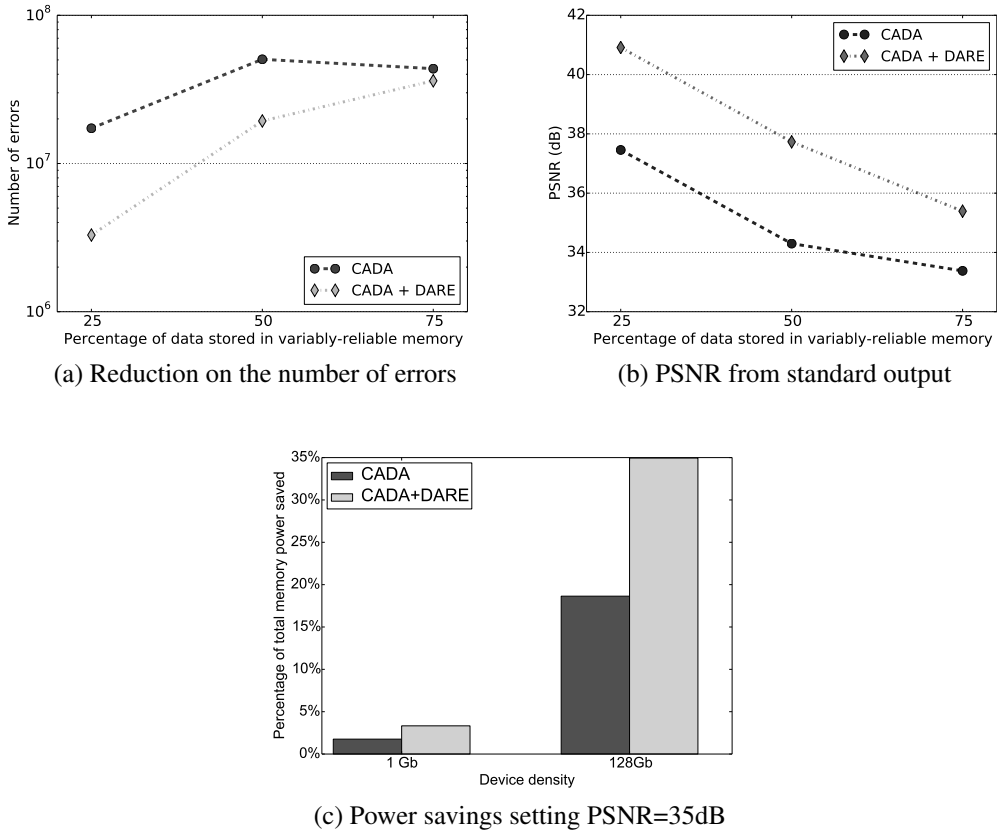 10^8
10^7
10^6
Number of errors
CADA
CADA + DARE
25
50
75
Percentage of data stored in variably-reliable memory
(a) Reduction on the number of errors
42
40
38
36
34
32
PSNR (dB)
CADA
CADA + DARE
25
50
75
Percentage of data stored in variably-reliable memory
(b) PSNR from standard output
35%
30%
25%
20%
15%
10%
5%
0%
Percentage of total memory power saved
CADA
CADA+DARE
1 Gb
128Gb
Device density
(c) Power savings setting PSNR=35dB